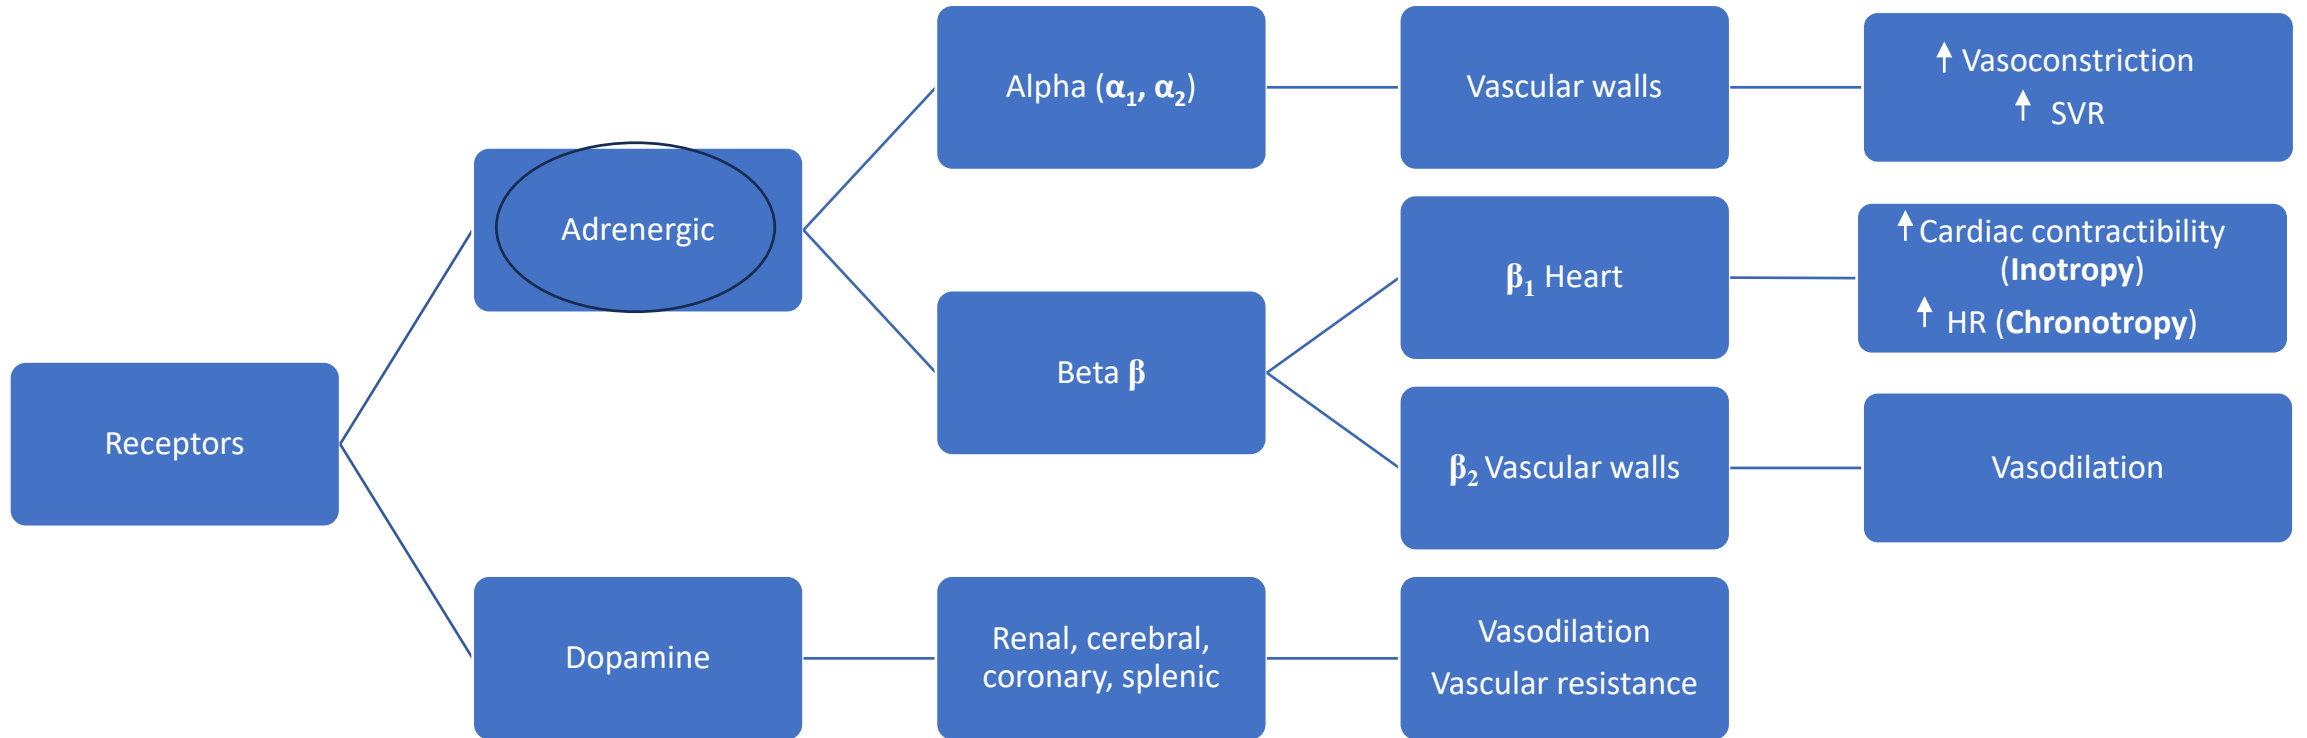 Receptors
Adrenergic
Alpha (α₁, α₂)
Vascular walls
↑ Vasoconstriction
↑ SVR
Beta β
β₁ Heart
↑ Cardiac contractibility
(Inotropy)
↑ HR (Chronotropy)
β₂ Vascular walls
Vasodilation
Dopamine
Renal, cerebral,
coronary, splenic
Vasodilation
Vascular resistance